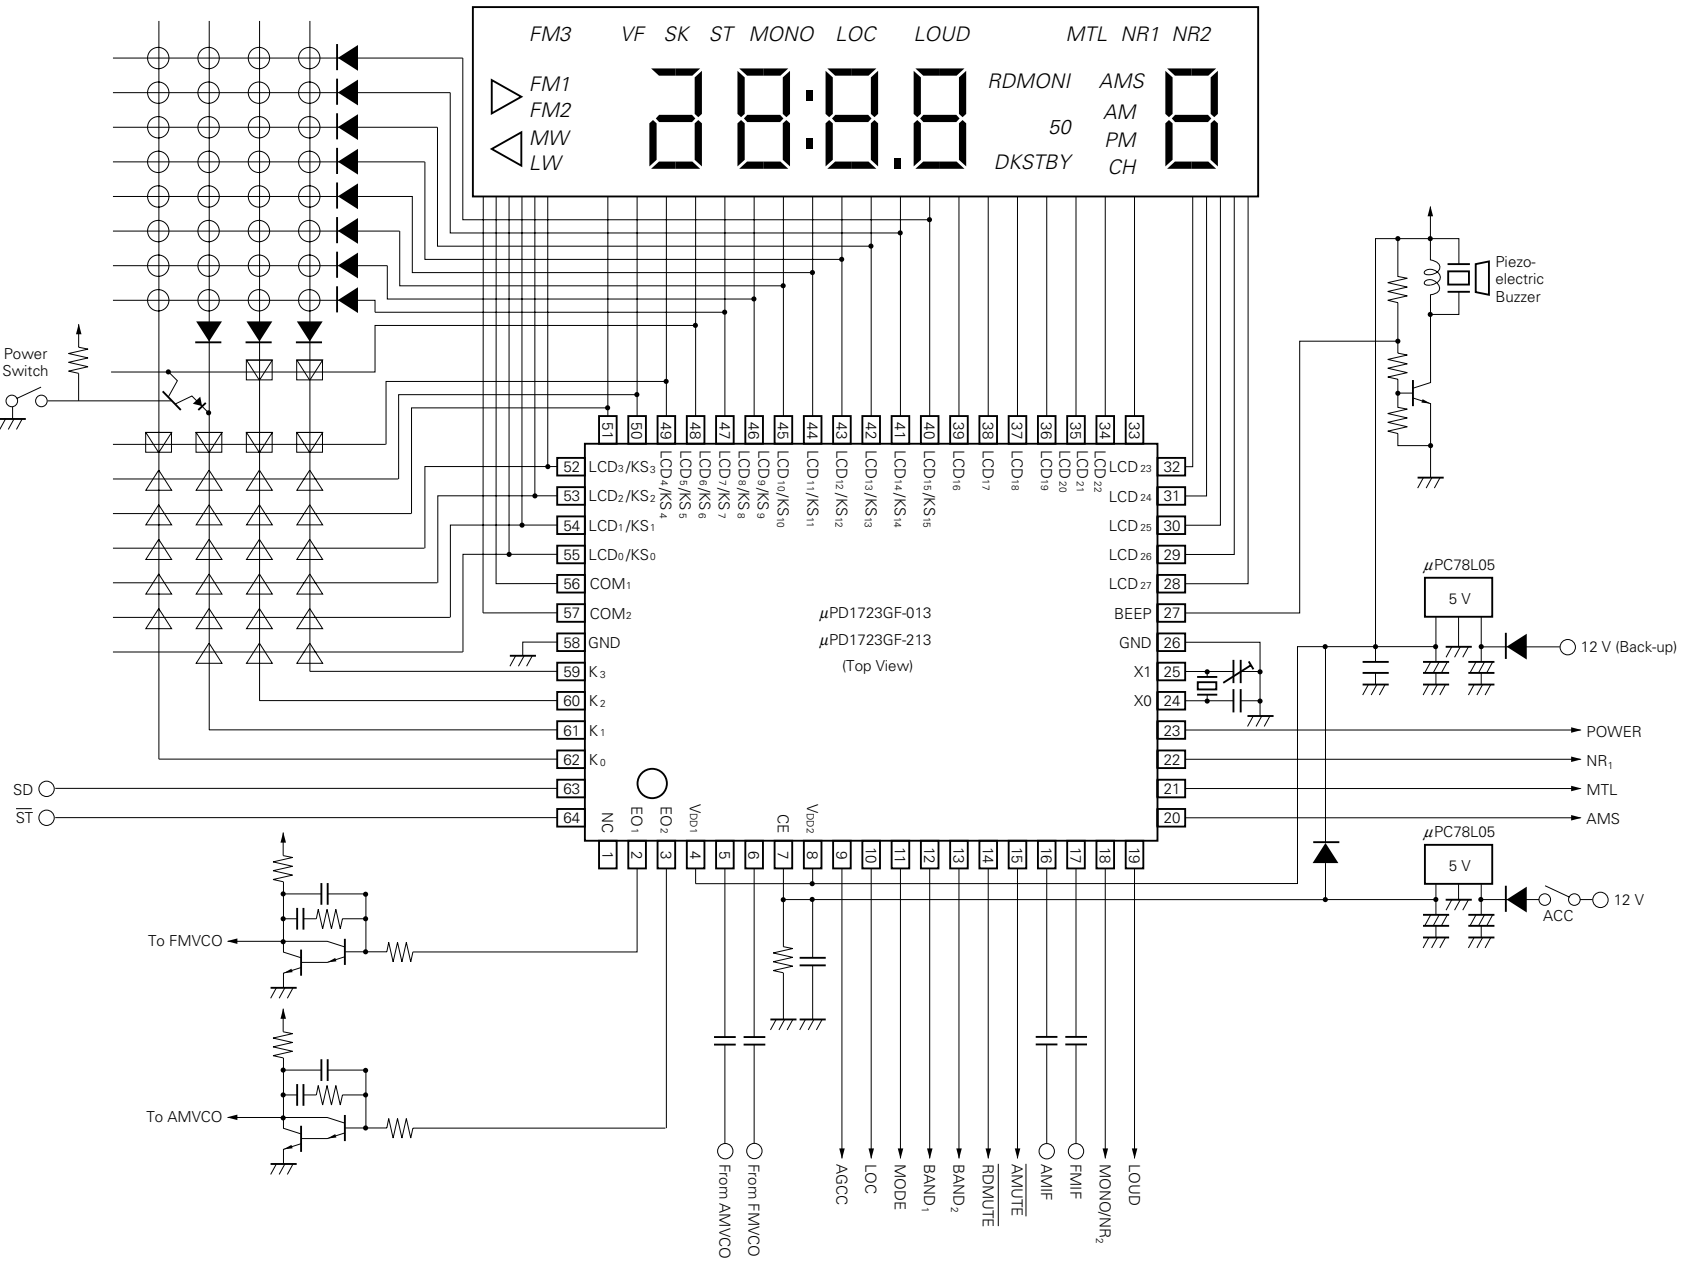 FM3 VF SK ST MONO LOC LOUD MTL NR1 NR2
FM1 RDMONI AMS
FM2 AM
MW 50 PM
LW DKSTBY CH
Piezo-
electric
Buzzer
Power
Switch
51 50 49 48 47 46 45 44 43 42 41 40 39 38 37 36 35 34 33
LCD4/KS4
LCD5/KS5
LCD6/KS6
LCD7/KS7
LCD8/KS8
LCD9/KS9
LCD10/KS10
LCD11/KS11
LCD12/KS12
LCD13/KS13
LCD14/KS14
LCD15/KS15
LCD16
LCD17
LCD18
LCD19
LCD20
LCD21
LCD22
52 LCD3/KS3
53 LCD2/KS2
54 LCD1/KS1
55 LCD0/KS0
56 COM1
57 COM2
58 GND
59 K3
60 K2
61 K1
62 K0
63
64
LCD23 32
LCD24 31
LCD25 30
LCD26 29
LCD27 28
BEEP 27
GND 26
X1 25
X0 24
23
22
21
20
μPD1723GF-013
μPD1723GF-213
(Top View)
μPC78L05
5 V
12 V (Back-up)
POWER
NR1
MTL
AMS
μPC78L05
5 V
ACC
12 V
SD
S̅T̅
NC EO1 EO2 VDD1 CE VDD2
1 2 3 4 5 6 7 8 9 10 11 12 13 14 15 16 17 18 19
To FMVCO
To AMVCO
From AMVCO
From FMVCO
AGCC
LOC
MODE
BAND1
BAND2
R̅D̅M̅U̅T̅E̅
A̅M̅U̅T̅E̅
AMIF
FMIF
MONO/NR2
LOUD